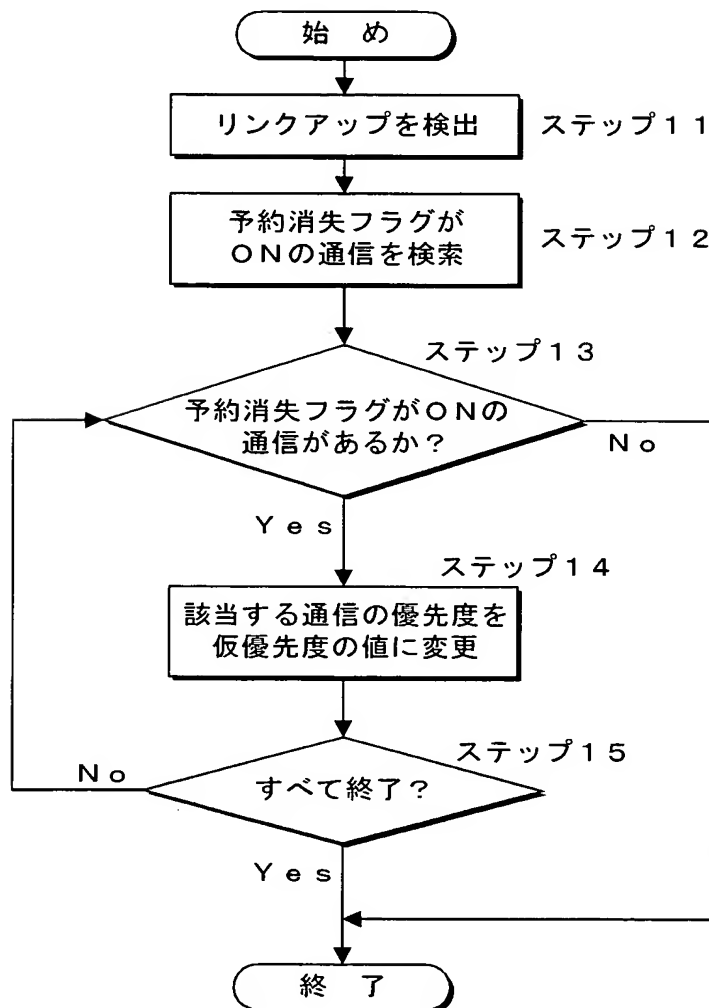 始 め
リンクアップを検出
ステップ１１
予約消失フラグが
ＯＮの通信を検索
ステップ１２
ステップ１３
予約消失フラグがＯＮの
通信があるか？
Ｎｏ
Ｙｅｓ
ステップ１４
該当する通信の優先度を
仮優先度の値に変更
ステップ１５
Ｎｏ
すべて終了？
Ｙｅｓ
終 了